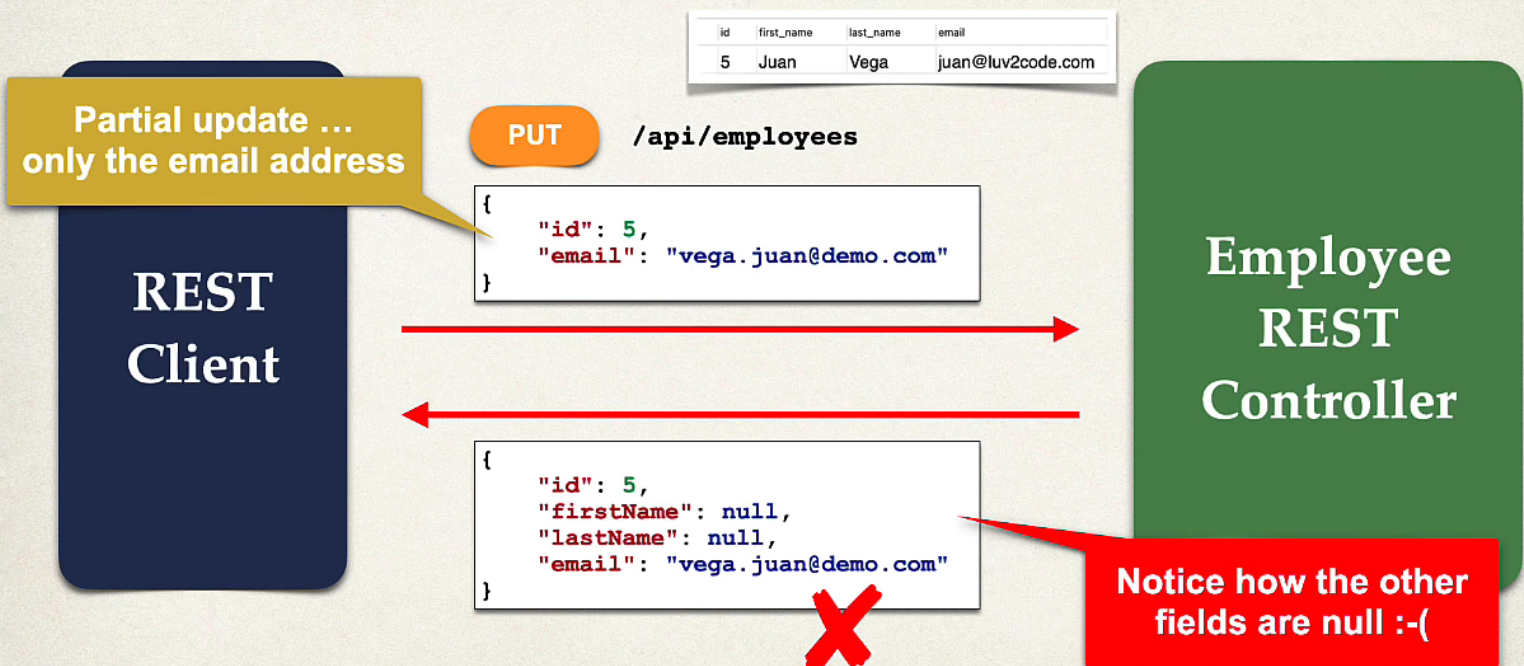 id first_name last_name email
5 Juan Vega juan@luv2code.com
Partial update ...
only the email address
PUT /api/employees
{
"id": 5,
"email": "vega.juan@demo.com"
}
REST
Client
Employee
REST
Controller
{
"id": 5,
"firstName": null,
"lastName": null,
"email": "vega.juan@demo.com"
}
Notice how the other
fields are null :-(